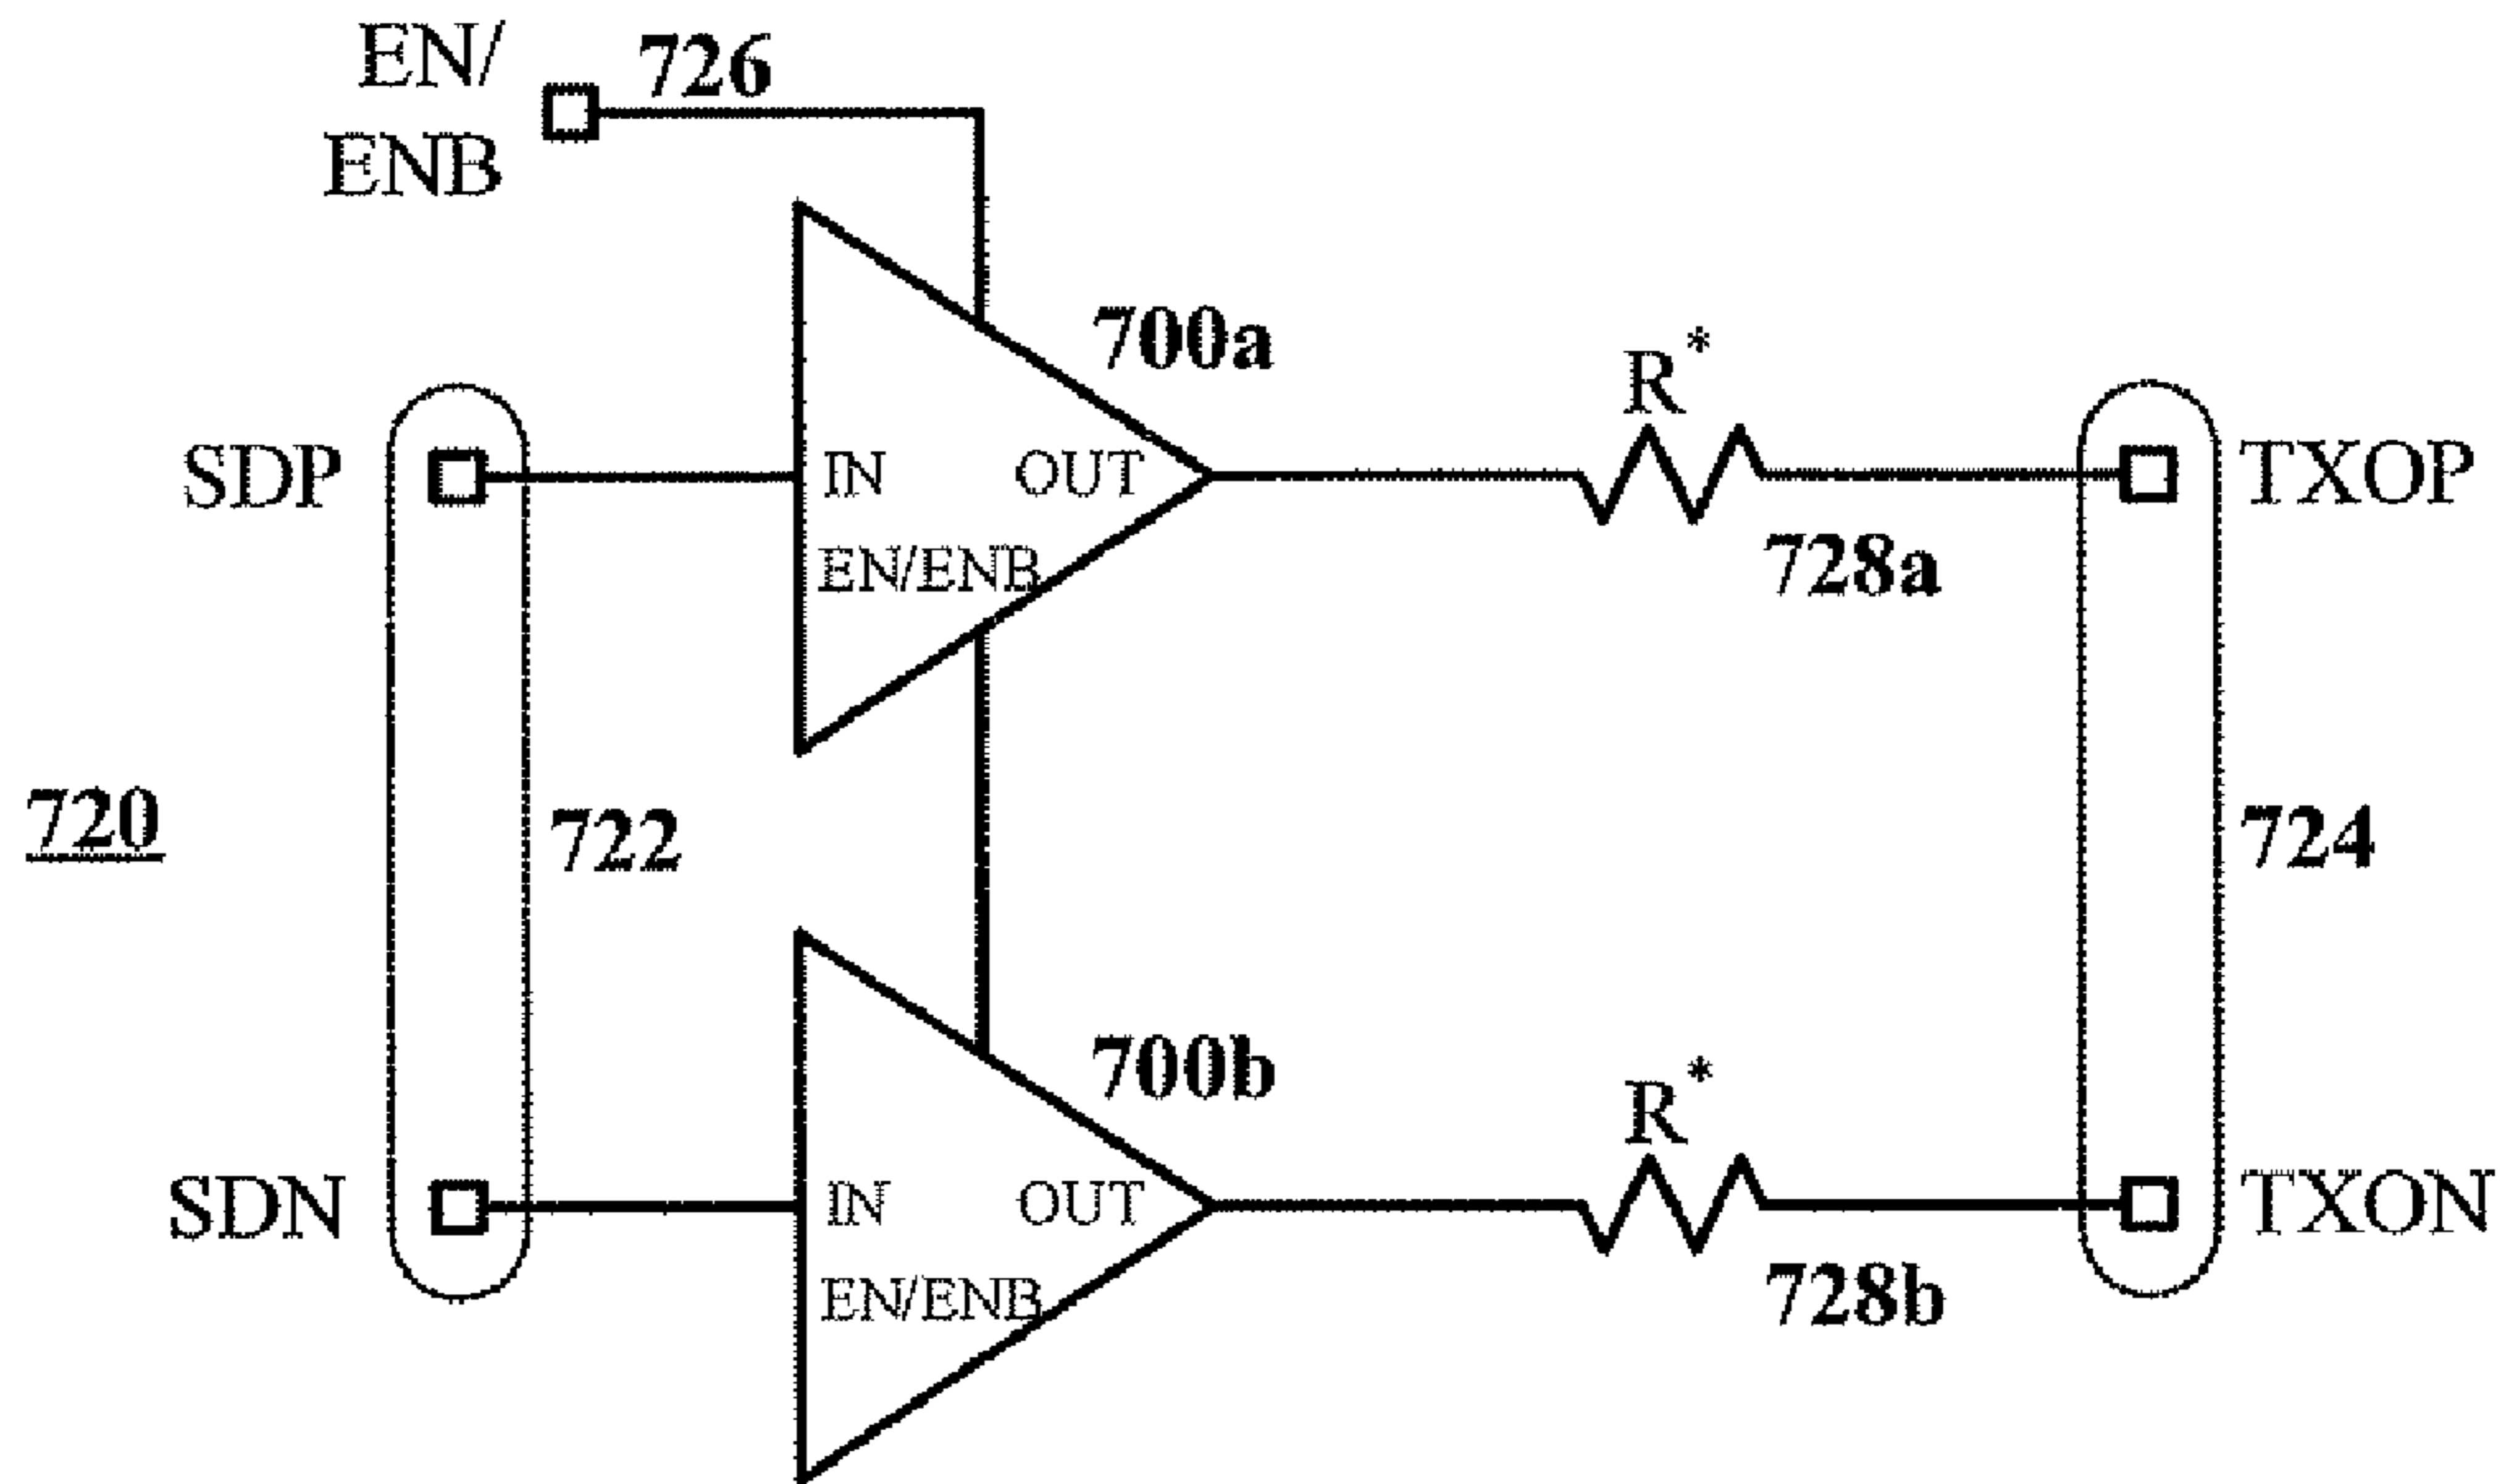 EN/
ENB
726
700a
R*
SDP
IN
OUT
TXOP
EN/ENB
728a
720
722
724
700b
R*
SDN
IN
OUT
TXON
EN/ENB
728b